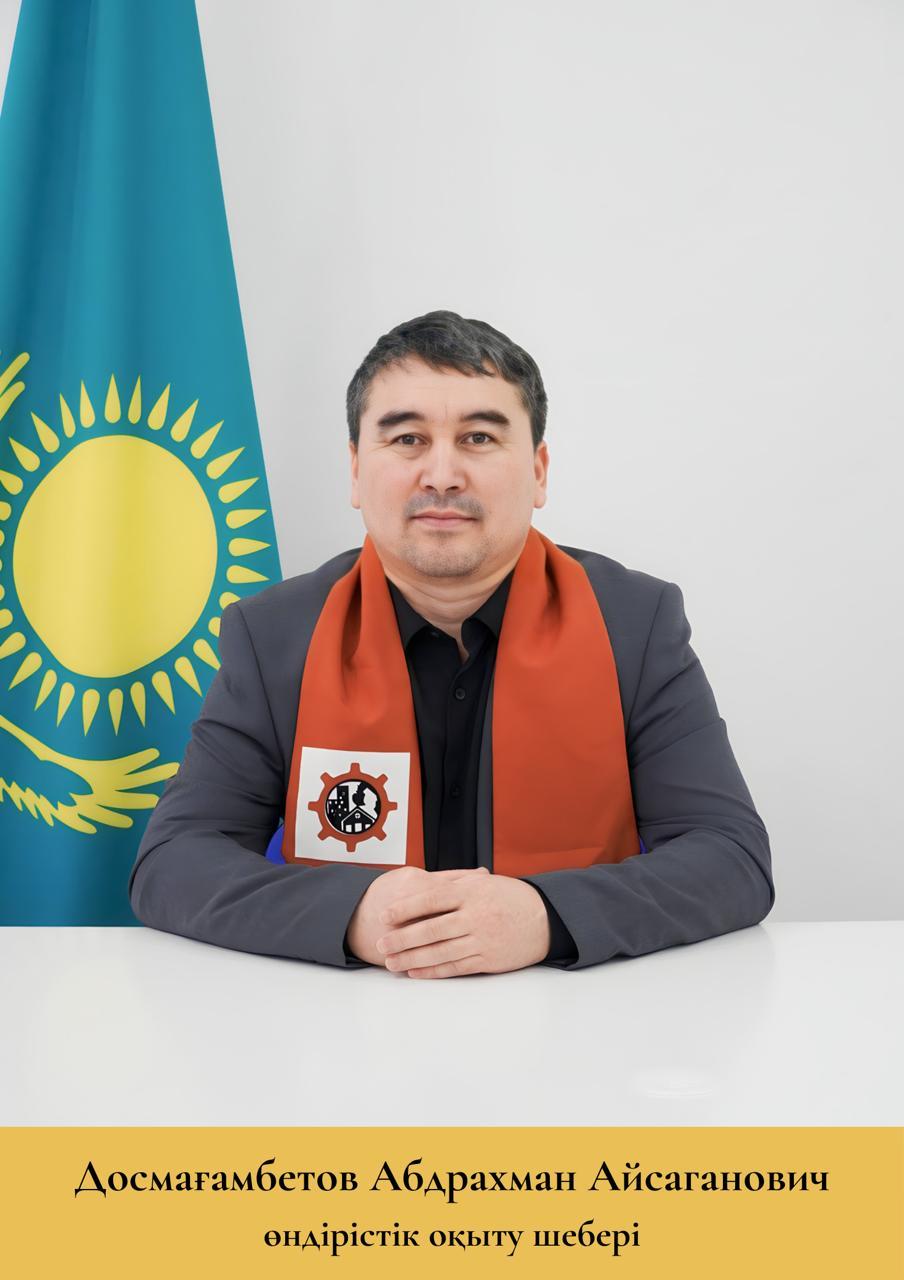 Досмағамбетов Абдрахман Айсаганович
өндірістік оқыту шебері